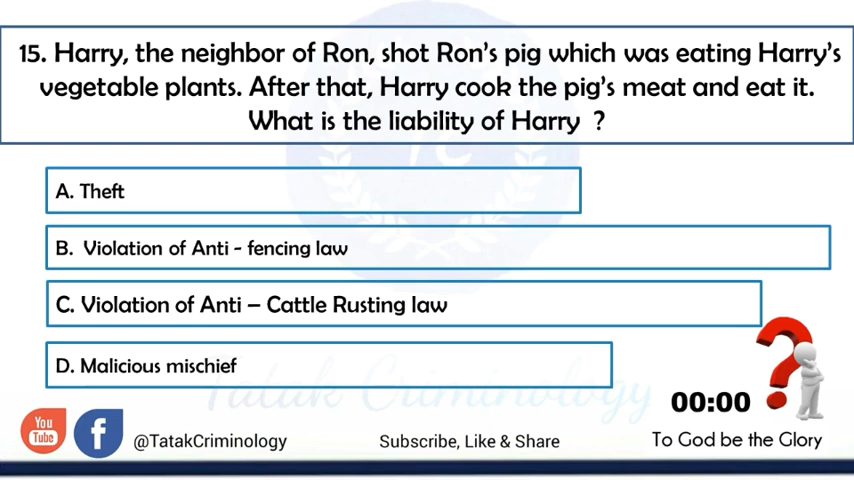 15. Harry, the neighbor of Ron, shot Ron's pig which was eating Harry's
vegetable plants. After that, Harry cook the pig's meat and eat it.
What is the liability of Harry ?
A. Theft
B. Violation of Anti - fencing law
C. Violation of Anti – Cattle Rusting law
D. Malicious mischief
Tatak Criminology
00:00
You
Tube
f
@TatakCriminology
Subscribe, Like & Share
To God be the Glory